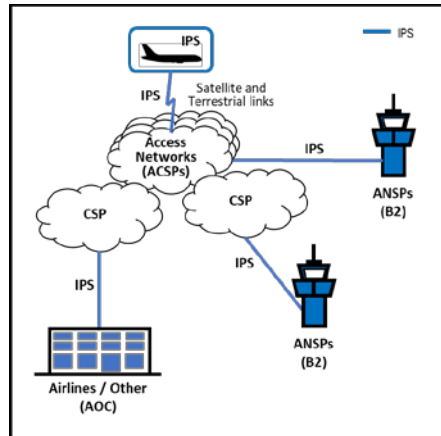 IPS
IPS
IPS
Satellite and
Terrestrial links
Access
Networks
(ACSPs)
IPS
ANSPs
(B2)
CSP
CSP
IPS
IPS
ANSPs
(B2)
Airlines / Other
(AOC)